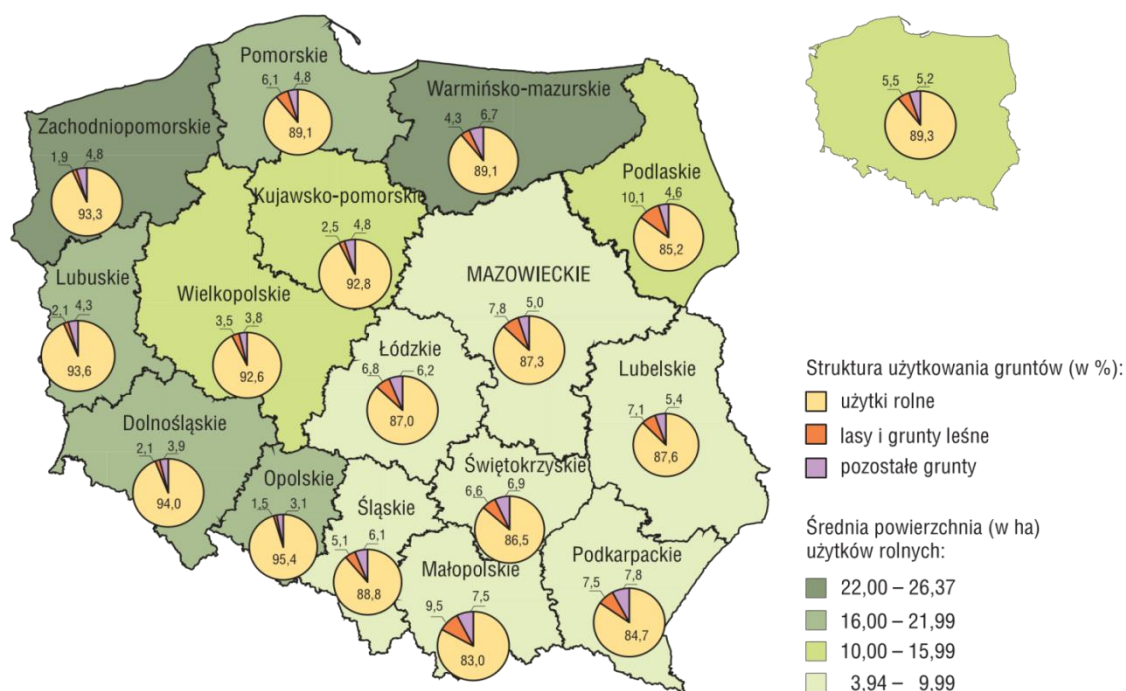 Pomorskie
6,1 4,8
89,1
Warmińsko-mazurskie
4,3 6,7
89,1
Zachodniopomorskie
1,9 4,8
93,3
Podlaskie
10,1 4,6
85,2
Kujawsko-pomorskie
2,5 4,8
92,8
Lubuskie
2,1 4,3
93,6
Wielkopolskie
3,5 3,8
92,6
MAZOWIECKIE
7,8 5,0
87,3
Łódzkie
6,8 6,2
87,0
Lubelskie
7,1 5,4
87,6
Dolnośląskie
2,1 3,9
94,0
Opolskie
1,5 3,1
95,4
Śląskie
5,1 6,1
88,8
Świętokrzyskie
6,6 6,9
86,5
Małopolskie
9,5 7,5
83,0
Podkarpackie
7,5 7,8
84,7
5,5 5,2
89,3
Struktura użytkowania gruntów (w %):
użytki rolne
lasy i grunty leśne
pozostałe grunty
Średnia powierzchnia (w ha)
użytków rolnych:
22,00 – 26,37
16,00 – 21,99
10,00 – 15,99
3,94 – 9,99